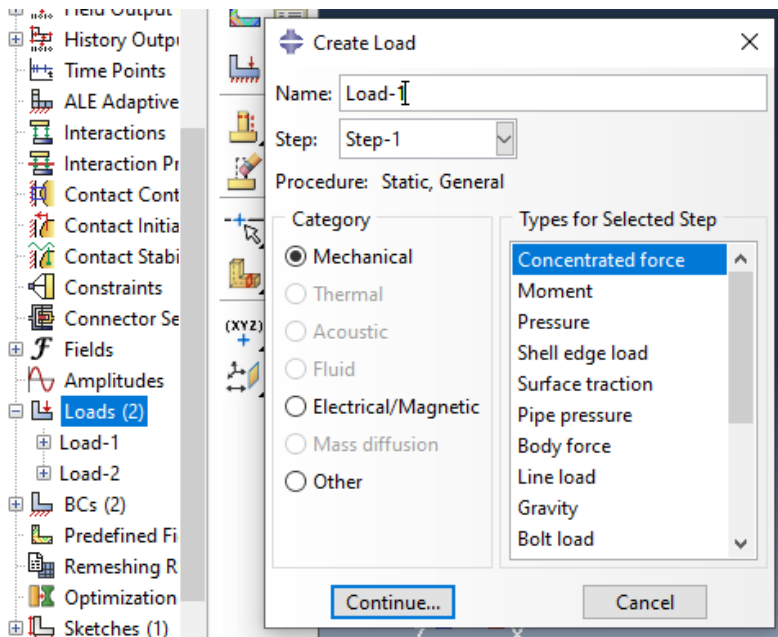 Field Output
History Outpu
Time Points
ALE Adaptive
Interactions
Interaction Pr
Contact Cont
Contact Initia
Contact Stabi
Constraints
Connector Se
Fields
Amplitudes
Loads (2)
Load-1
Load-2
BCs (2)
Predefined Fi
Remeshing R
Optimization
Sketches (1)
(XYZ)
Create Load
Name: Load-1
Step: Step-1
Procedure: Static, General
Category
Mechanical
Thermal
Acoustic
Fluid
Electrical/Magnetic
Mass diffusion
Other
Types for Selected Step
Concentrated force
Moment
Pressure
Shell edge load
Surface traction
Pipe pressure
Body force
Line load
Gravity
Bolt load
Continue...
Cancel